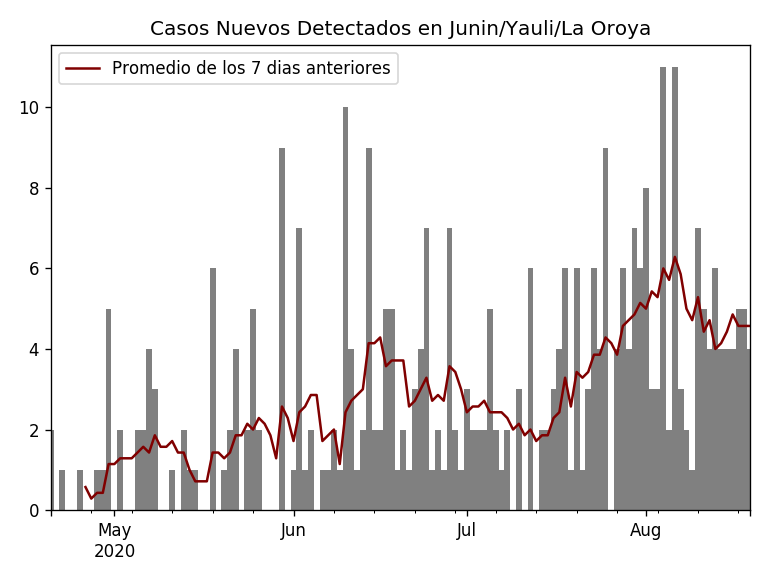 Casos Nuevos Detectados en Junin/Yauli/La Oroya
Promedio de los 7 dias anteriores
10
8
6
4
2
0
May Jun Jul Aug
2020